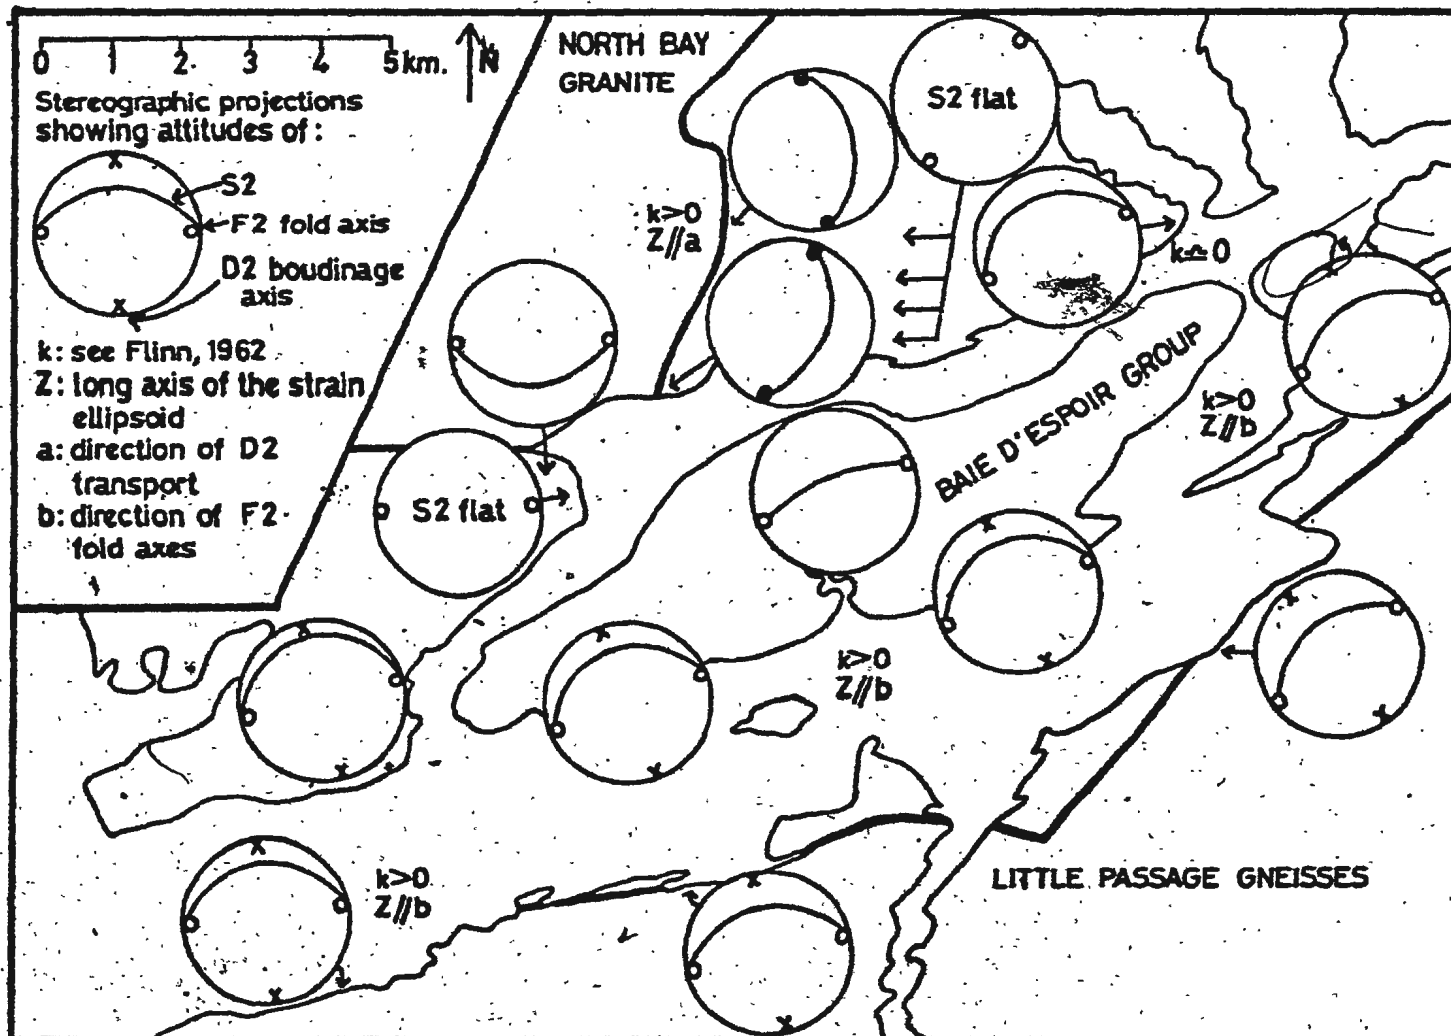 0 1 2 3 4 5 km. N
Stereographic projections
showing attitudes of:
x
S2
F2 fold axis
D2 boudinage
axis
x
k: see Flinn, 1962
Z: long axis of the strain
ellipsoid
a: direction of D2
transport
b: direction of F2
fold axes
NORTH BAY
GRANITE
S2 flat
k>0
Z//a
k≏0
k>0
Z//b
x
BAIE D'ESPOIR GROUP
S2 flat
x
x
x
x
x
x
x
x
k>0
Z//b
LITTLE PASSAGE GNEISSES
x
k>0
Z//b
x
x
x